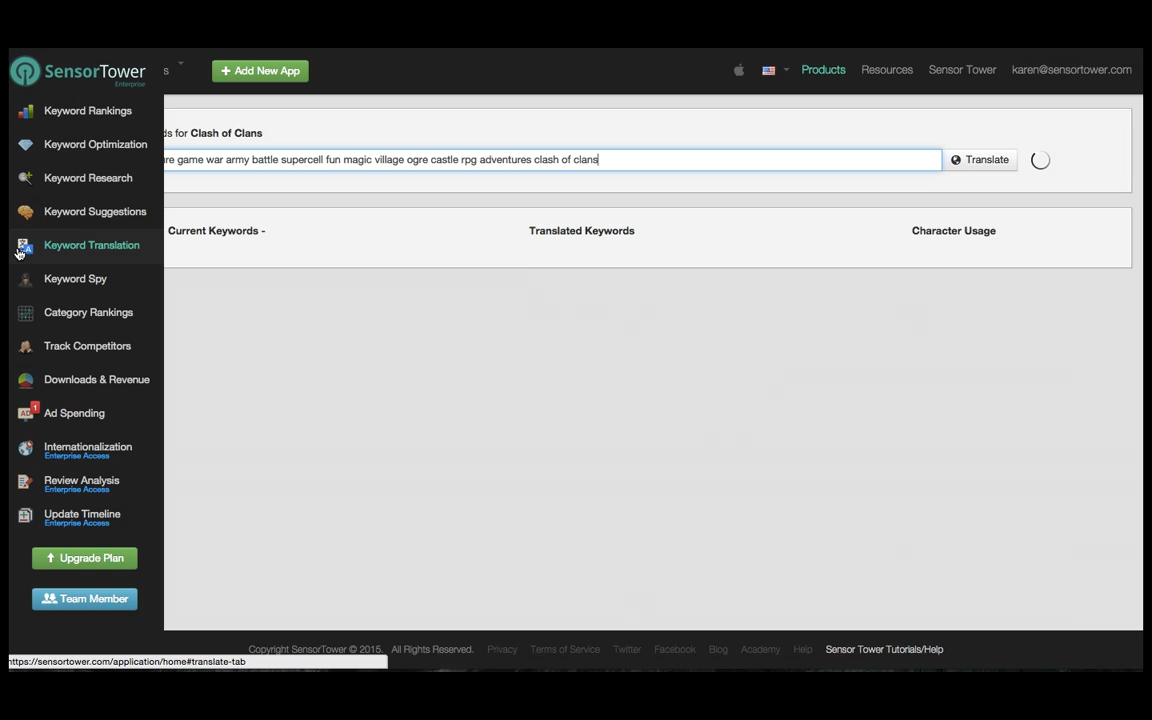 SensorTower
Enterprise
s
+ Add New App
Products
Resources
Sensor Tower
karen@sensortower.com
Keyword Rankings
Keyword Optimization
Keyword Research
Keyword Suggestions
Keyword Translation
Keyword Spy
Category Rankings
Track Competitors
Downloads & Revenue
AD 1
Ad Spending
Internationalization
Enterprise Access
Review Analysis
Enterprise Access
Update Timeline
Enterprise Access
Upgrade Plan
Team Member
ds for Clash of Clans
re game war army battle supercell fun magic village ogre castle rpg adventures clash of clans
Translate
Current Keywords -
Translated Keywords
Character Usage
Copyright SensorTower © 2015. All Rights Reserved.
Privacy
Terms of Service
Twitter
Facebook
Blog
Academy
Help
Sensor Tower Tutorials/Help
https://sensortower.com/application/home#translate-tab